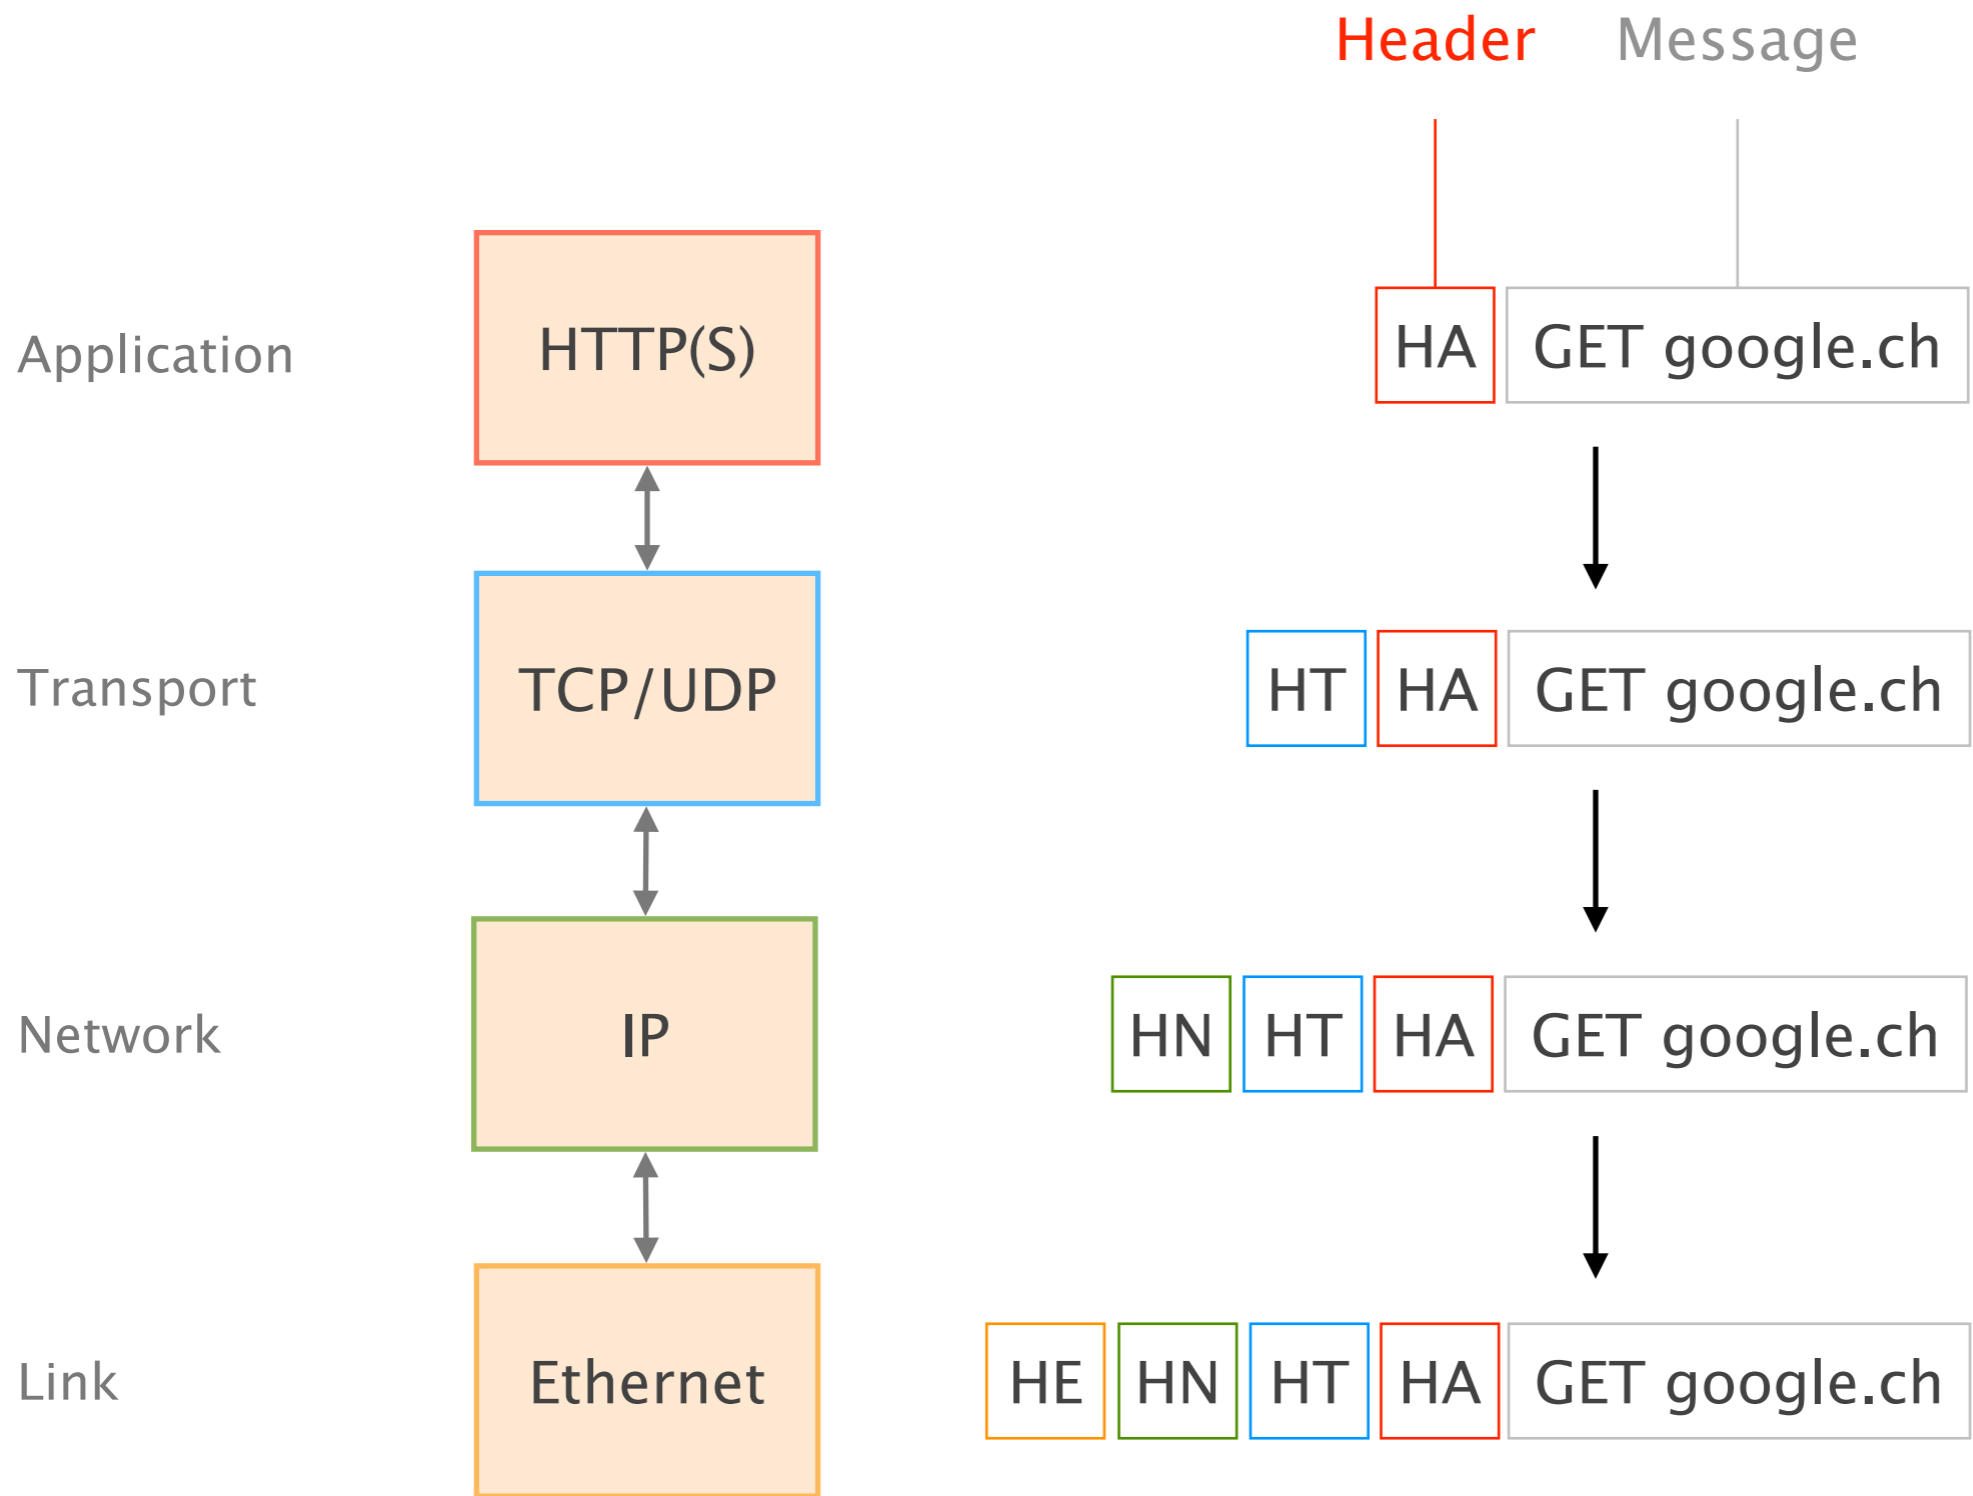 Header Message
Application HTTP(S) HA GET google.ch
Transport TCP/UDP HT HA GET google.ch
Network IP HN HT HA GET google.ch
Link Ethernet HE HN HT HA GET google.ch